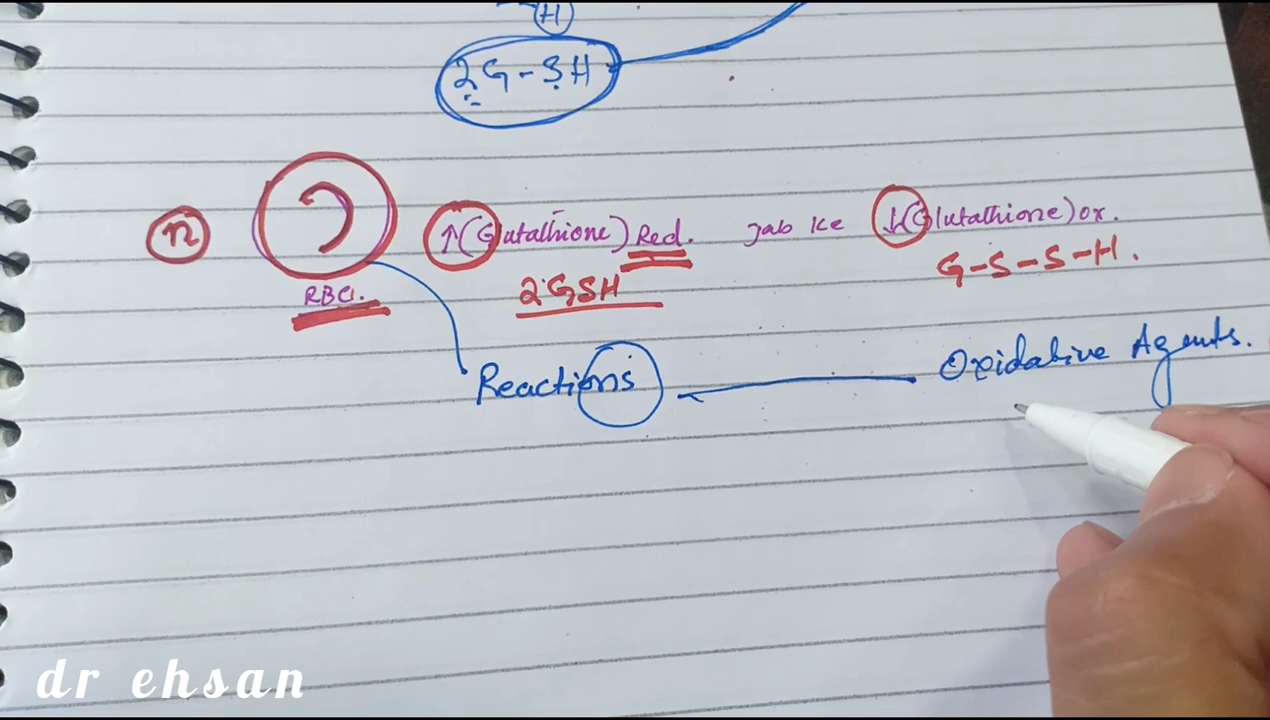 H
2G-SH
n ↑(Glutathione) Red. Jab ke ↓(Glutathione)ox.
RBC. 2GSH G-S-S-H.
Reactions Oxidative Agents.
dr ehsan